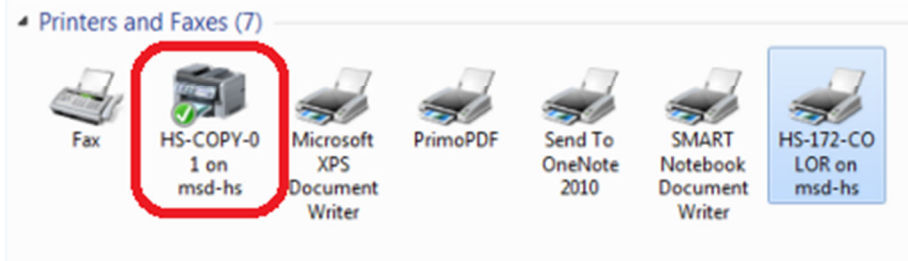 Printers and Faxes (7)
Fax
HS-COPY-0
1 on
msd-hs
Microsoft
XPS
Document
Writer
PrimoPDF
Send To
OneNote
2010
SMART
Notebook
Document
Writer
HS-172-CO
LOR on
msd-hs